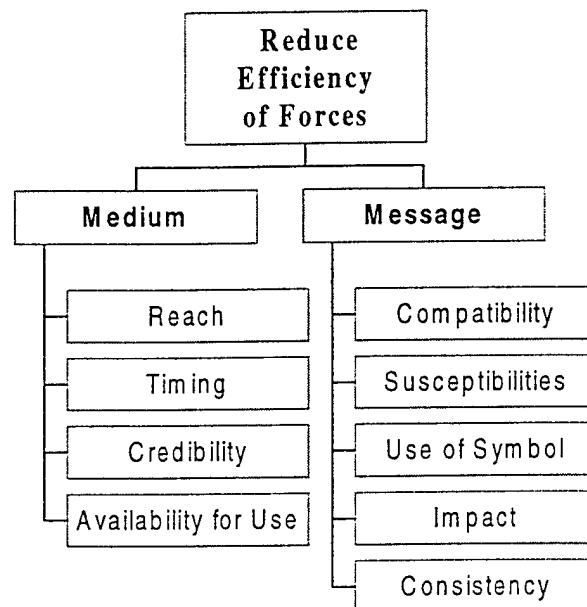 Reduce
Efficiency
of Forces
Medium
Reach
Timing
Credibility
Availability for Use
Message
Compatibility
Susceptibilities
Use of Symbol
Impact
Consistency